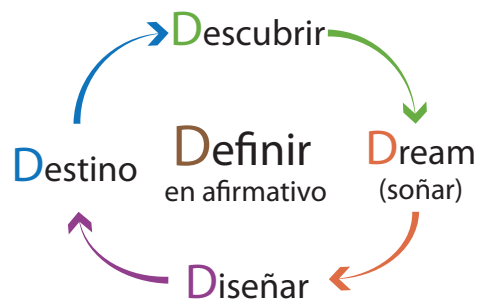 Descubrir
Destino
Definir
en afirmativo
Dream
(soñar)
Diseñar